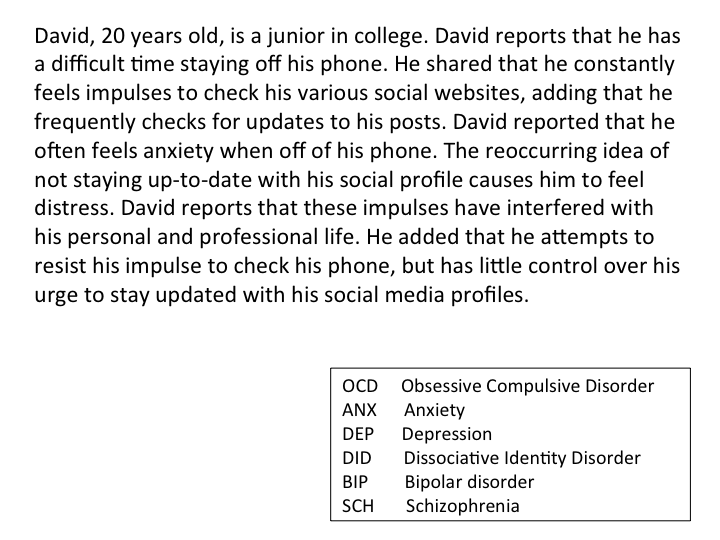 David, 20 years old, is a junior in college. David reports that he has
a difficult time staying off his phone. He shared that he constantly
feels impulses to check his various social websites, adding that he
frequently checks for updates to his posts. David reported that he
often feels anxiety when off of his phone. The reoccurring idea of
not staying up-to-date with his social profile causes him to feel
distress. David reports that these impulses have interfered with
his personal and professional life. He added that he attempts to
resist his impulse to check his phone, but has little control over his
urge to stay updated with his social media profiles.
OCD Obsessive Compulsive Disorder
ANX Anxiety
DEP Depression
DID Dissociative Identity Disorder
BIP Bipolar disorder
SCH Schizophrenia